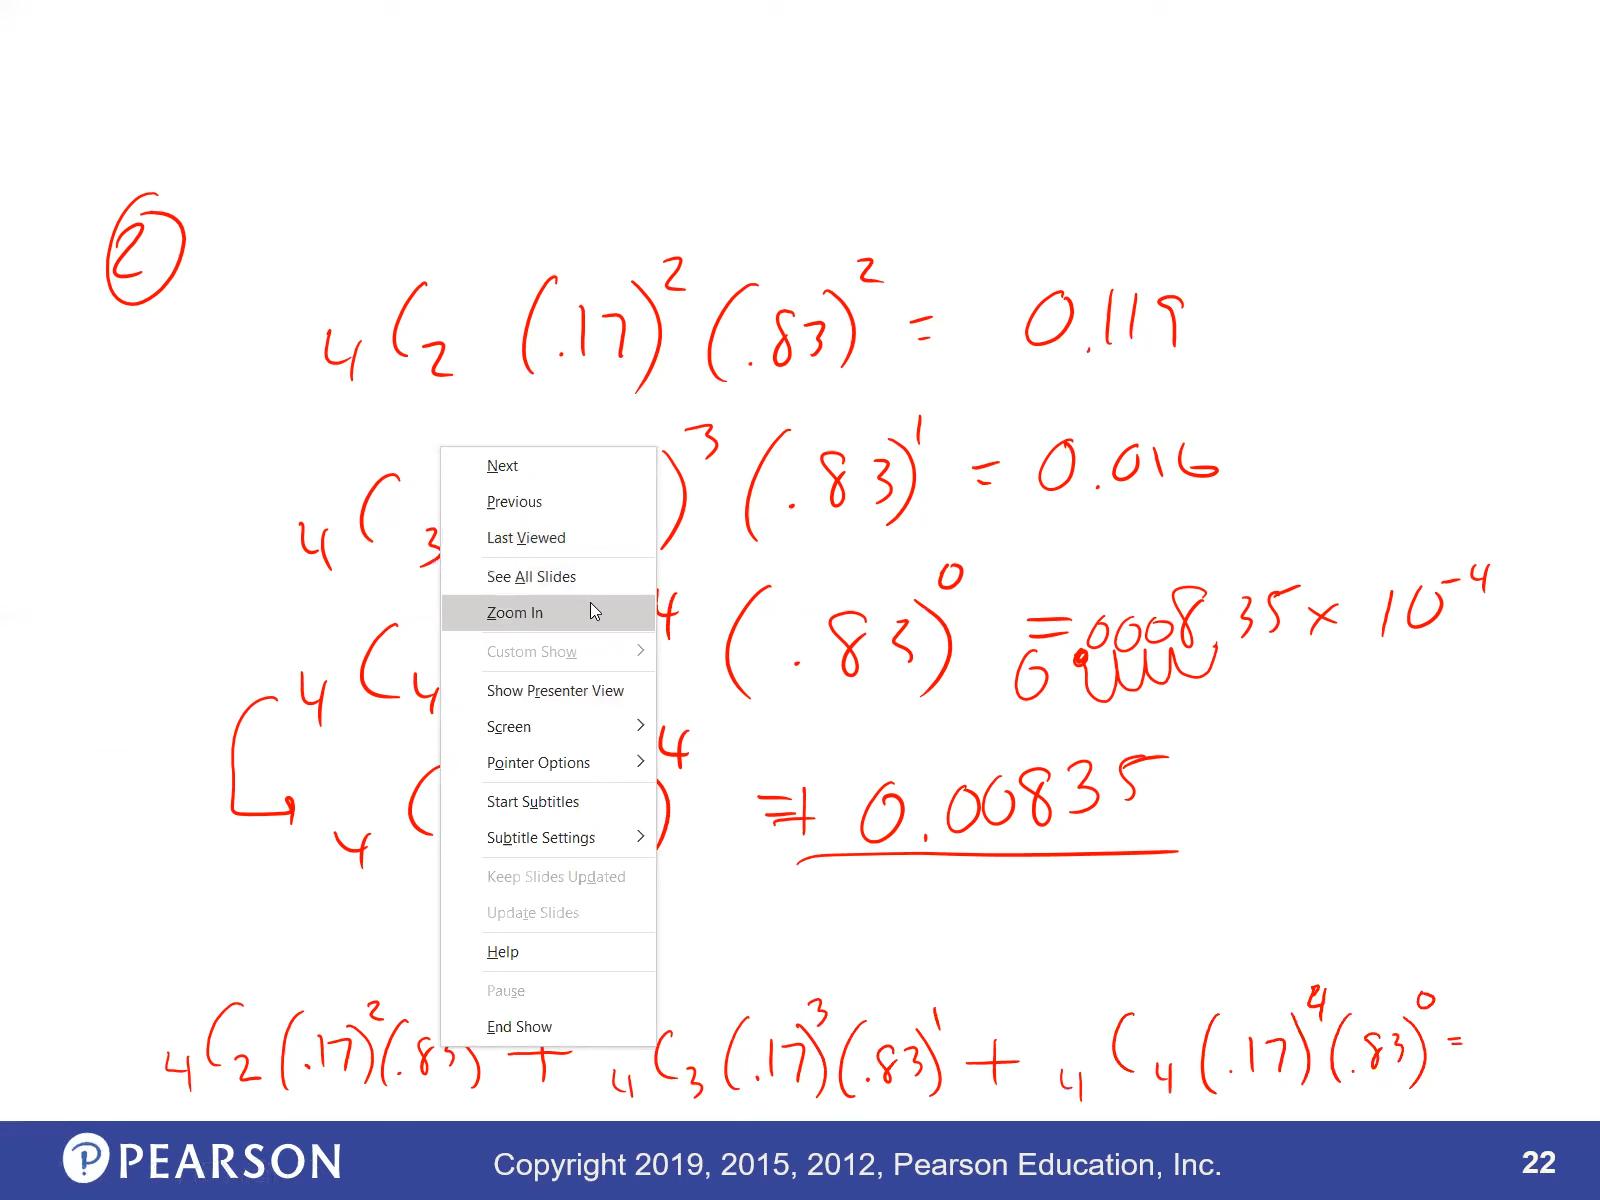 2
4C2 (.17)^2 (.83)^2 = 0.119
4C3 )^3 (.83)^1 = 0.016
4C4 ^4 (.83)^0 = 0008.35 x 10^-4
0.
4( )^4 = + 0.00835
4C2 (.17)^2 (.83) + 4C3 (.17)^3 (.83)^1 + 4C4 (.17)^4 (.83)^0 =
Next
Previous
Last Viewed
See All Slides
Zoom In
Custom Show
Show Presenter View
Screen
Pointer Options
Start Subtitles
Subtitle Settings
Keep Slides Updated
Update Slides
Help
Pause
End Show
PEARSON
Copyright 2019, 2015, 2012, Pearson Education, Inc.
22